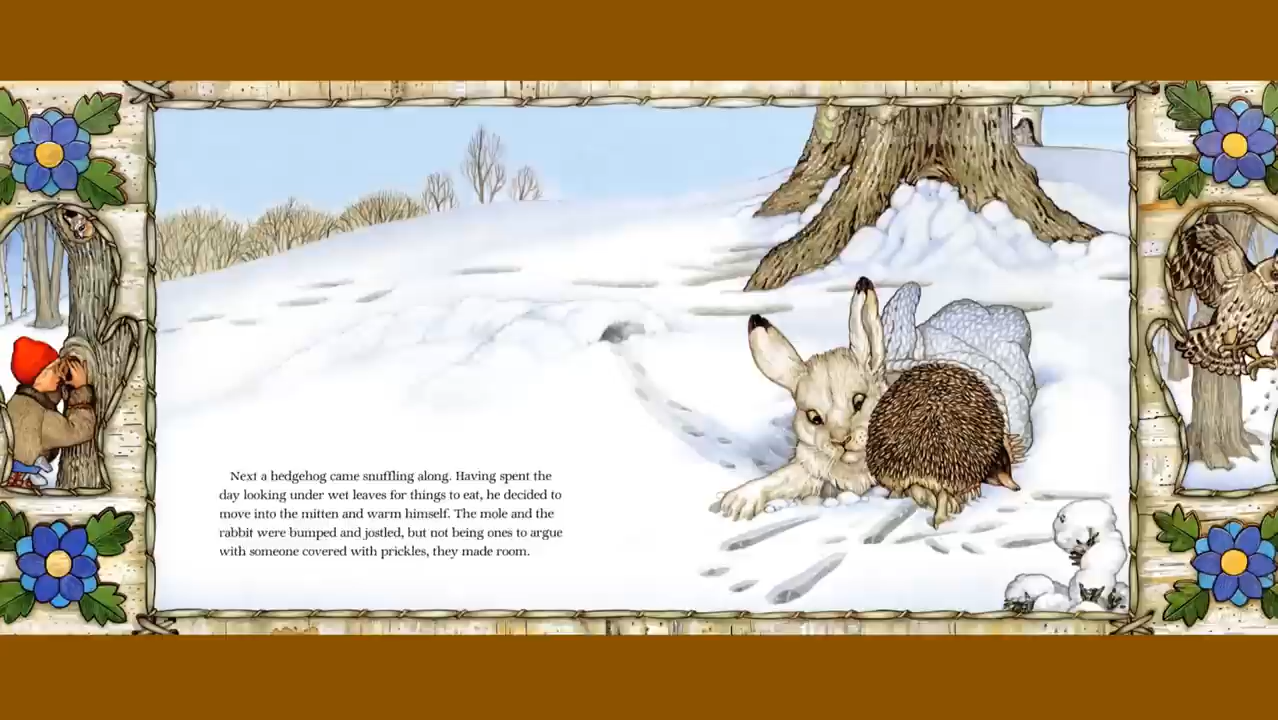 Next a hedgehog came snuffling along. Having spent the
day looking under wet leaves for things to eat, he decided to
move into the mitten and warm himself. The mole and the
rabbit were bumped and jostled, but not being ones to argue
with someone covered with prickles, they made room.